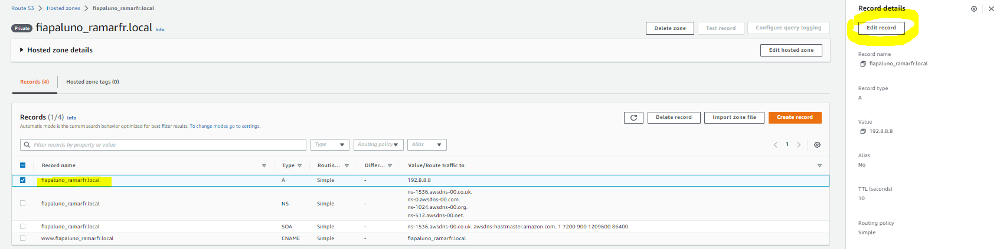 Route 53 > Hosted zones > fiapaluno_ramarfr.local
Private fiapaluno_ramarfr.local Info
Delete zone Test record Configure query logging
Hosted zone details Edit hosted zone
Records (4) Hosted zone tags (0)
Records (1/4) Info
Automatic mode is the current search behavior optimized for best filter results. To change modes go to settings.
Delete record Import zone file Create record
Filter records by property or value Type Routing policy Alias 1
Record name Type Routin... Differ... Value/Route traffic to
fiapaluno_ramarfr.local A Simple - 192.8.8.8
fiapaluno_ramarfr.local NS Simple - ns-1536.awsdns-00.co.uk.
ns-0.awsdns-00.com.
ns-1024.awsdns-00.org.
ns-512.awsdns-00.net.
fiapaluno_ramarfr.local SOA Simple - ns-1536.awsdns-00.co.uk. awsdns-hostmaster.amazon.com. 1 7200 900 1209600 86400
www.fiapaluno_ramarfr.local CNAME Simple - fiapaluno_ramarfr.local
Record details
Edit record
Record name
fiapaluno_ramarfr.local
Record type
A
Value
192.8.8.8
Alias
No
TTL (seconds)
10
Routing policy
Simple